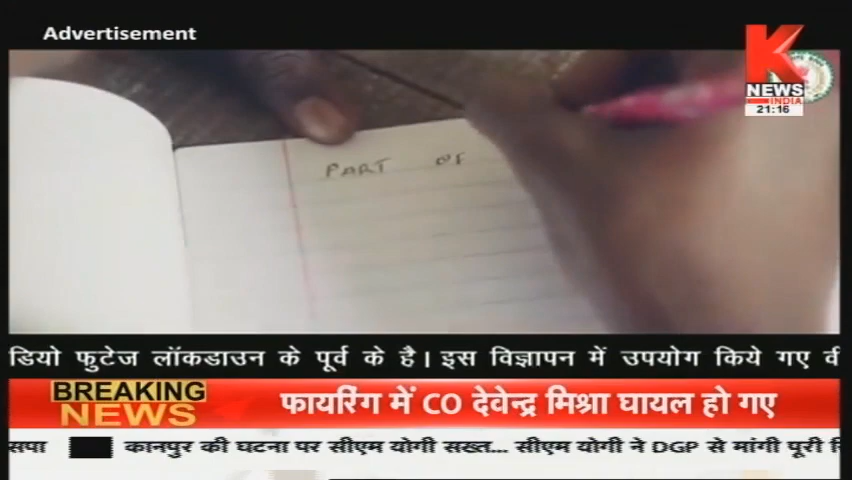 Advertisement
K
NEWS
INDIA
21:16
PART OF
डियो फुटेज लॉकडाउन के पूर्व के है। इस विज्ञापन में उपयोग किये गए वी
BREAKING
NEWS
फायरिंग में CO देवेन्द्र मिश्रा घायल हो गए
सपा कानपुर की घटना पर सीएम योगी सख्त... सीएम योगी ने DGP से मांगी पूरी